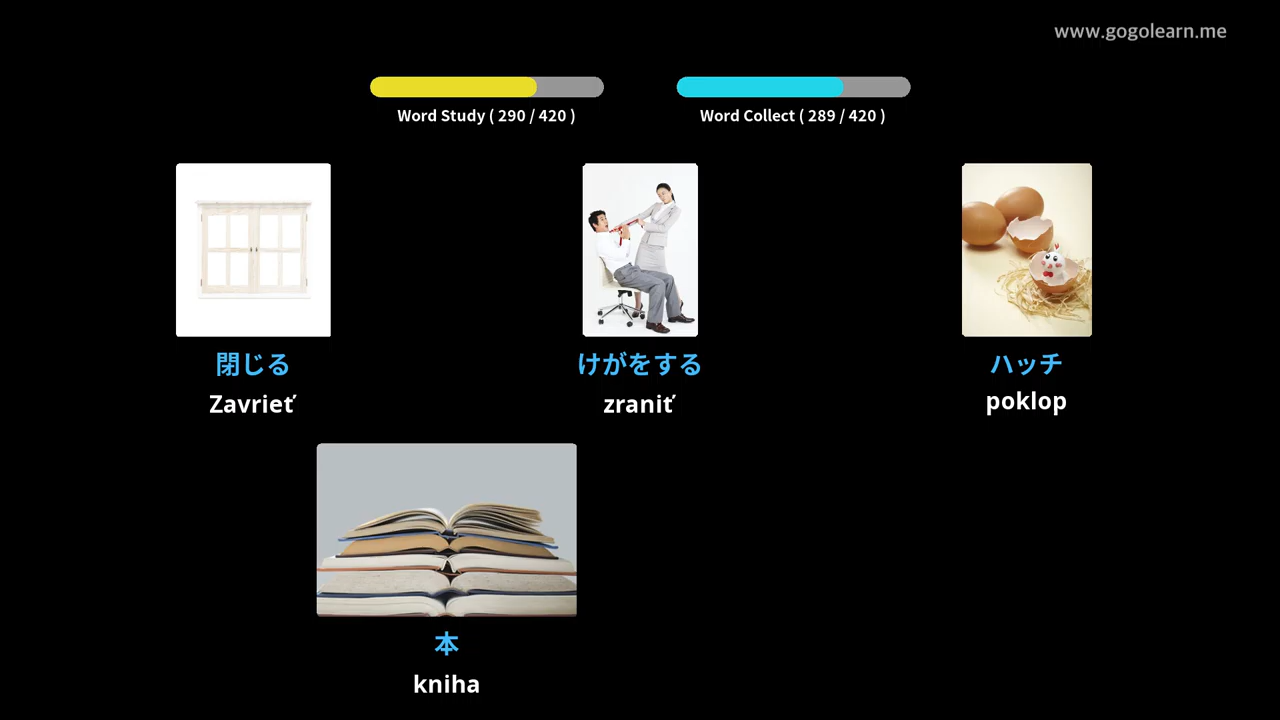 www.gogolearn.me
Word Study ( 290 / 420 )
Word Collect ( 289 / 420 )
閉じる
けがをする
ハッチ
Zavrieť
zraniť
poklop
本
kniha